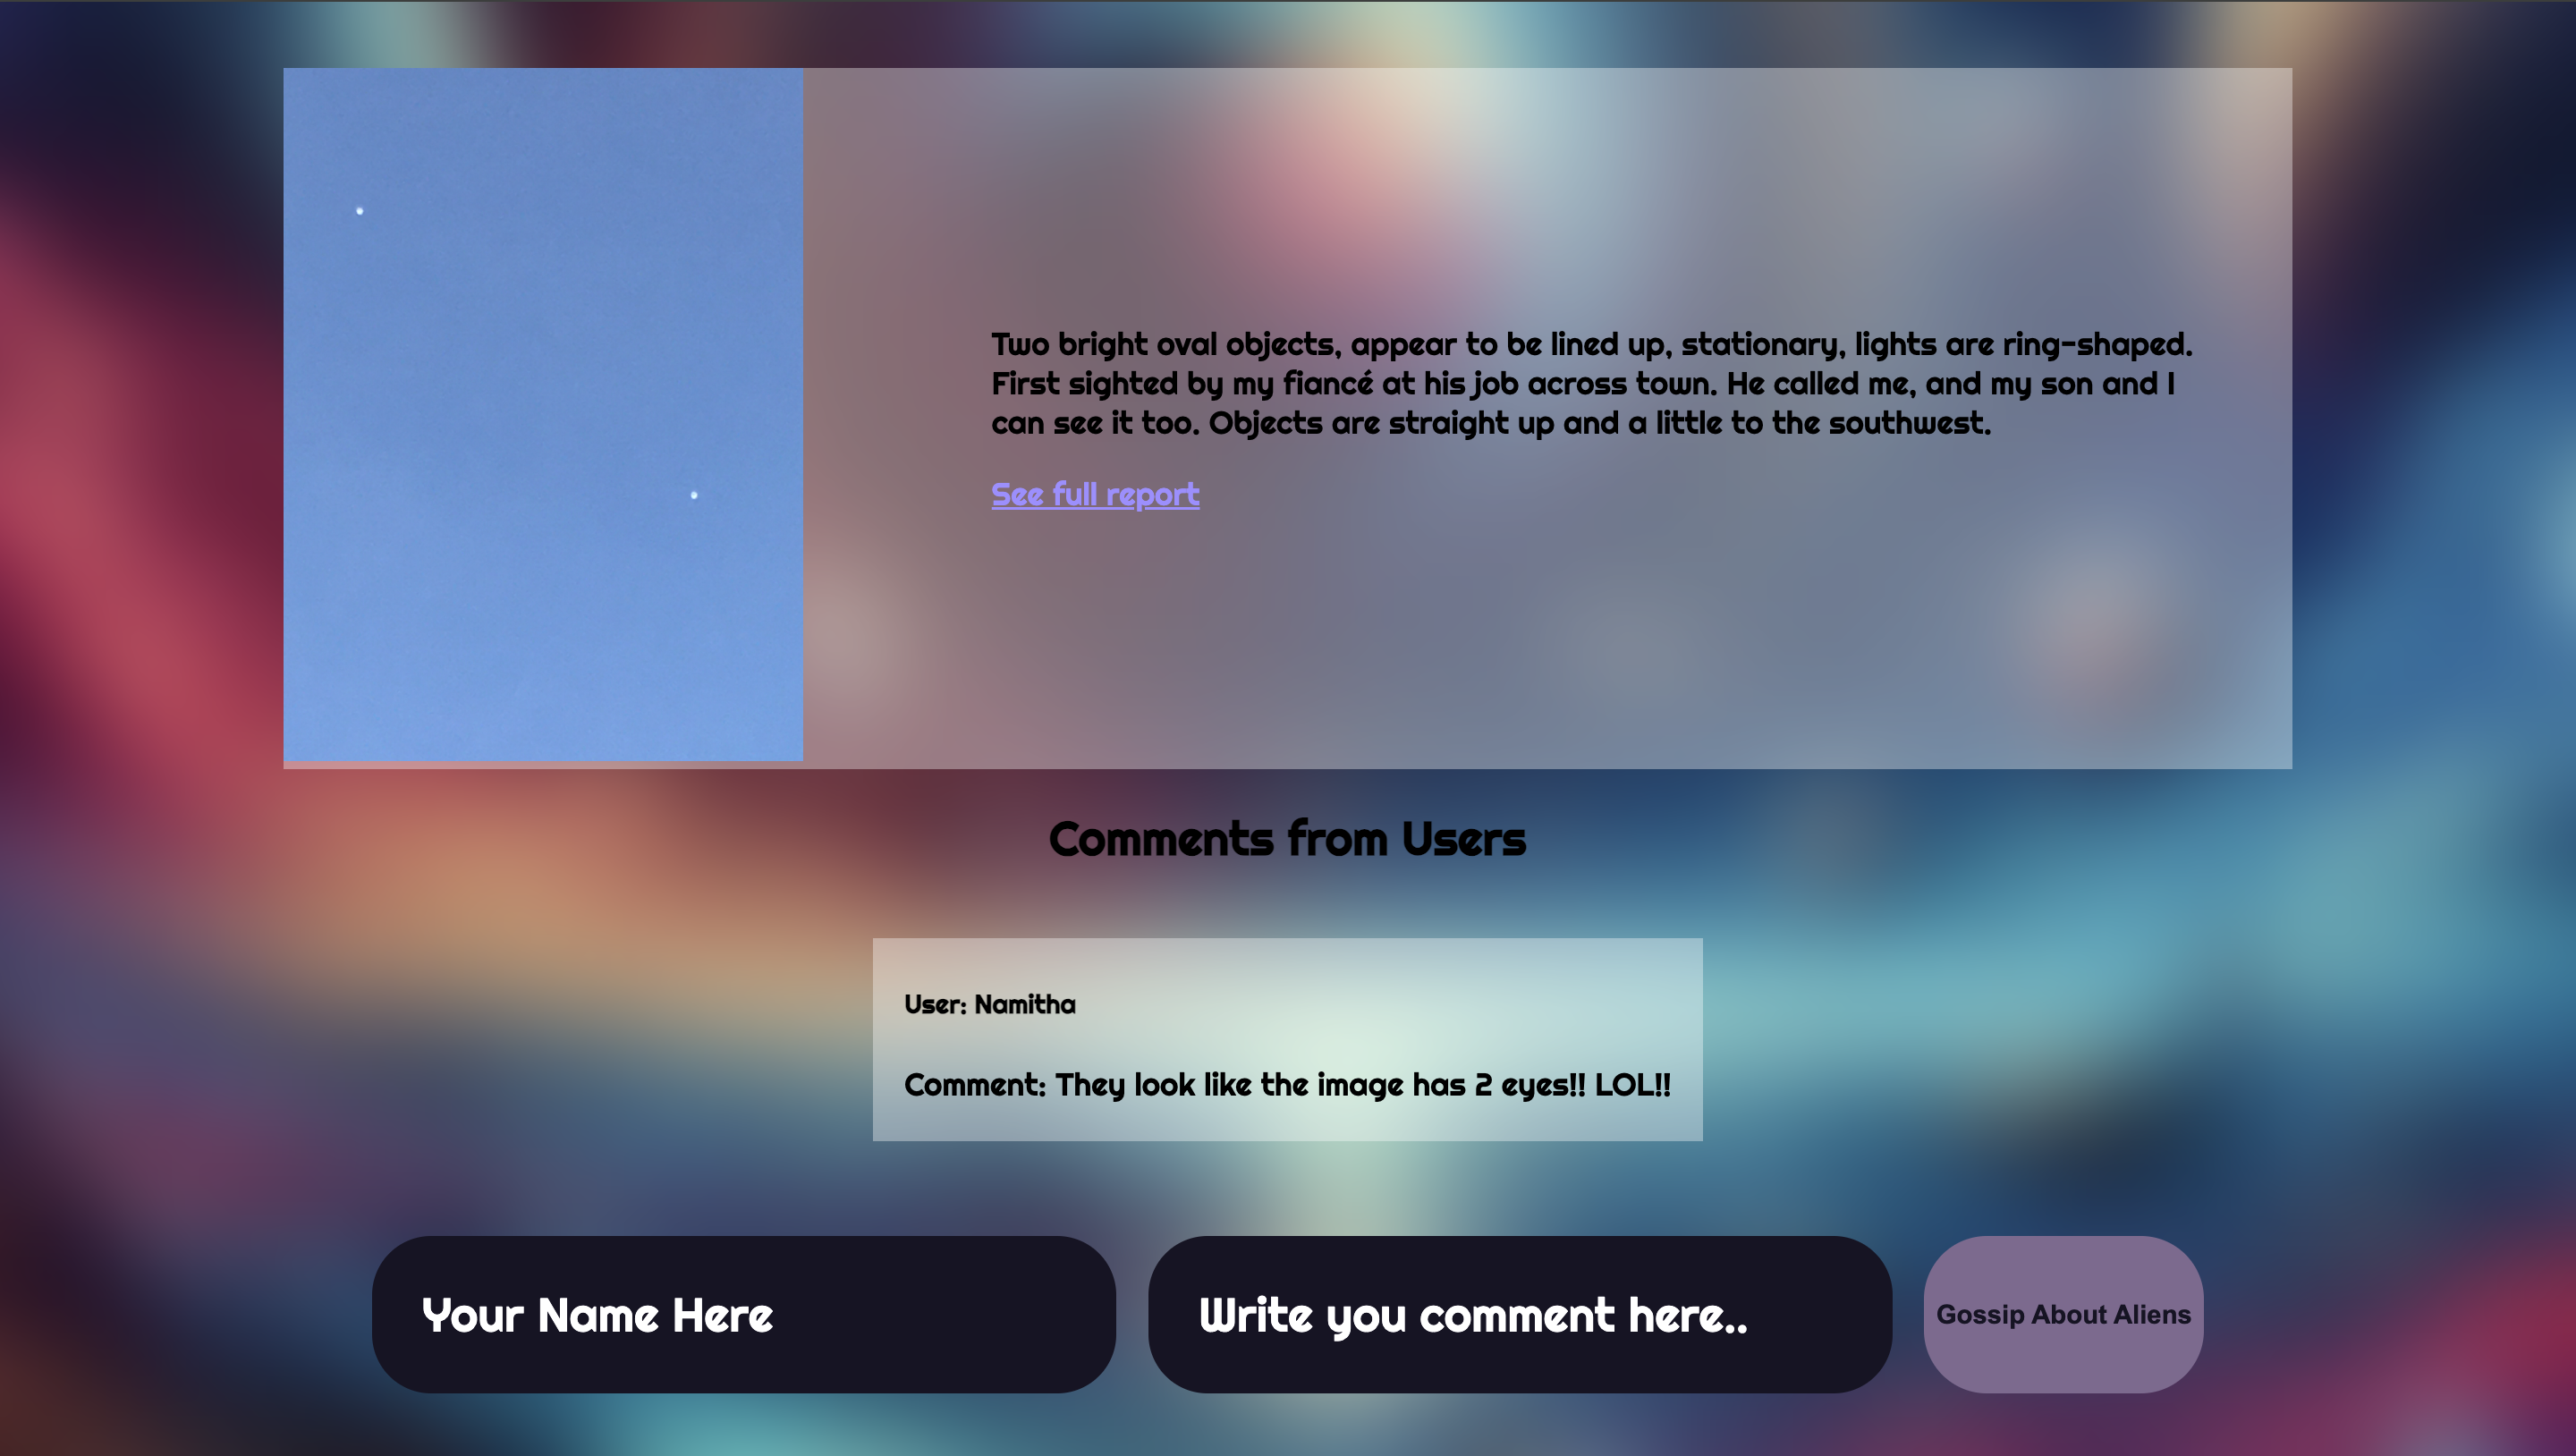 Two bright oval objects, appear to be lined up, stationary, lights are ring-shaped.
First sighted by my fiancé at his job across town. He called me, and my son and I
can see it too. Objects are straight up and a little to the southwest.
See full report
Comments from Users
User: Namitha
Comment: They look like the image has 2 eyes!! LOL!!
Your Name Here
Write you comment here..
Gossip About Aliens